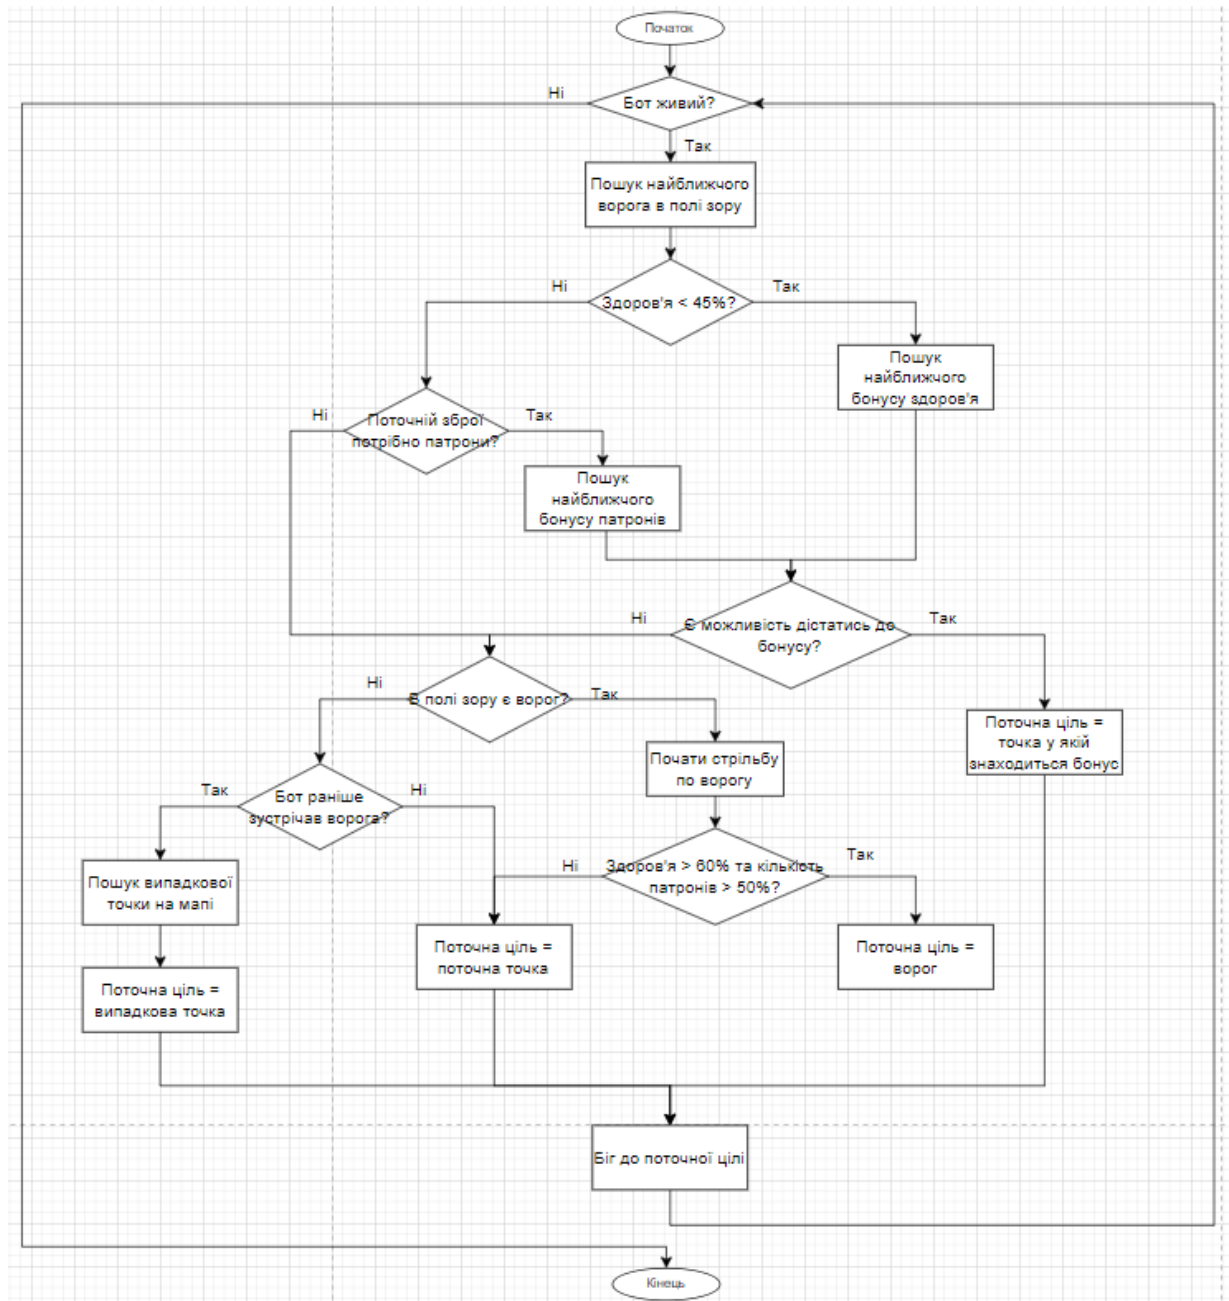 Початок
Ні
Бот живий?
Так
Пошук найближчого
ворога в полі зору
Ні
Здоров'я < 45%?
Так
Пошук
найближчого
бонусу здоров'я
Ні
Поточній зброї
потрібно патрони?
Так
Пошук
найближчого
бонусу патронів
Ні
Є можливість дістатись до
бонусу?
Так
Ні
В полі зору є ворог?
Так
Поточна ціль =
точка у якій
знаходиться бонус
Почати стрільбу
по ворогу
Так
Бот раніше
зустрічав ворога?
Ні
Ні
Здоров'я > 60% та кількість
патронів > 50%?
Так
Пошук випадкової
точки на мапі
Поточна ціль =
поточна точка
Поточна ціль =
ворог
Поточна ціль =
випадкова точка
Біг до поточної цілі
Кінець